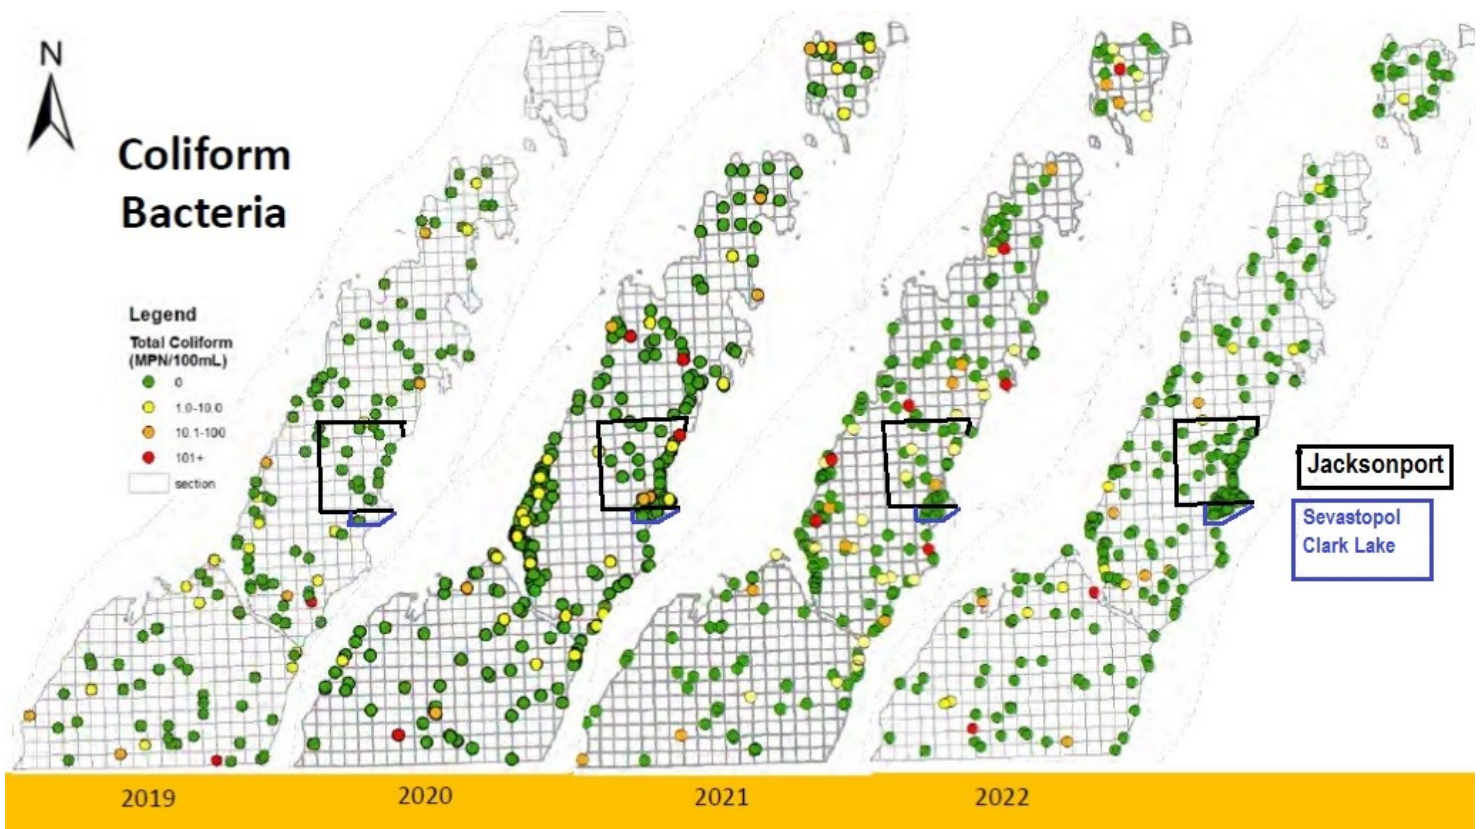 N
Coliform
Bacteria
Legend
Total Coliform
(MPN/100mL)
0
1.0-10.0
10.1-100
101+
section
Jacksonport
Sevastopol
Clark Lake
2019
2020
2021
2022